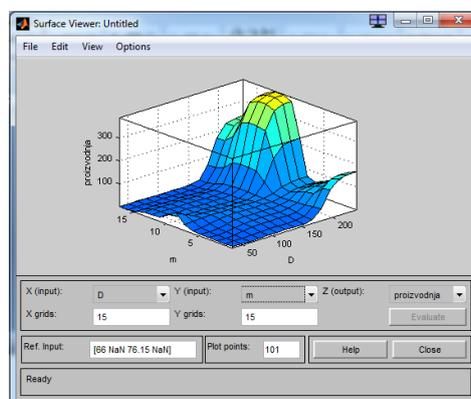 Surface Viewer: Untitled
File Edit View Options
proizvodnja
300
200
100
15
10
5
m
50
100
150
200
D
X (input): D Y (input): m Z (output): proizvodnja
X grids: 15 Y grids: 15 Evaluate
Ref. Input: [66 NaN 76.15 NaN] Plot points: 101 Help Close
Ready